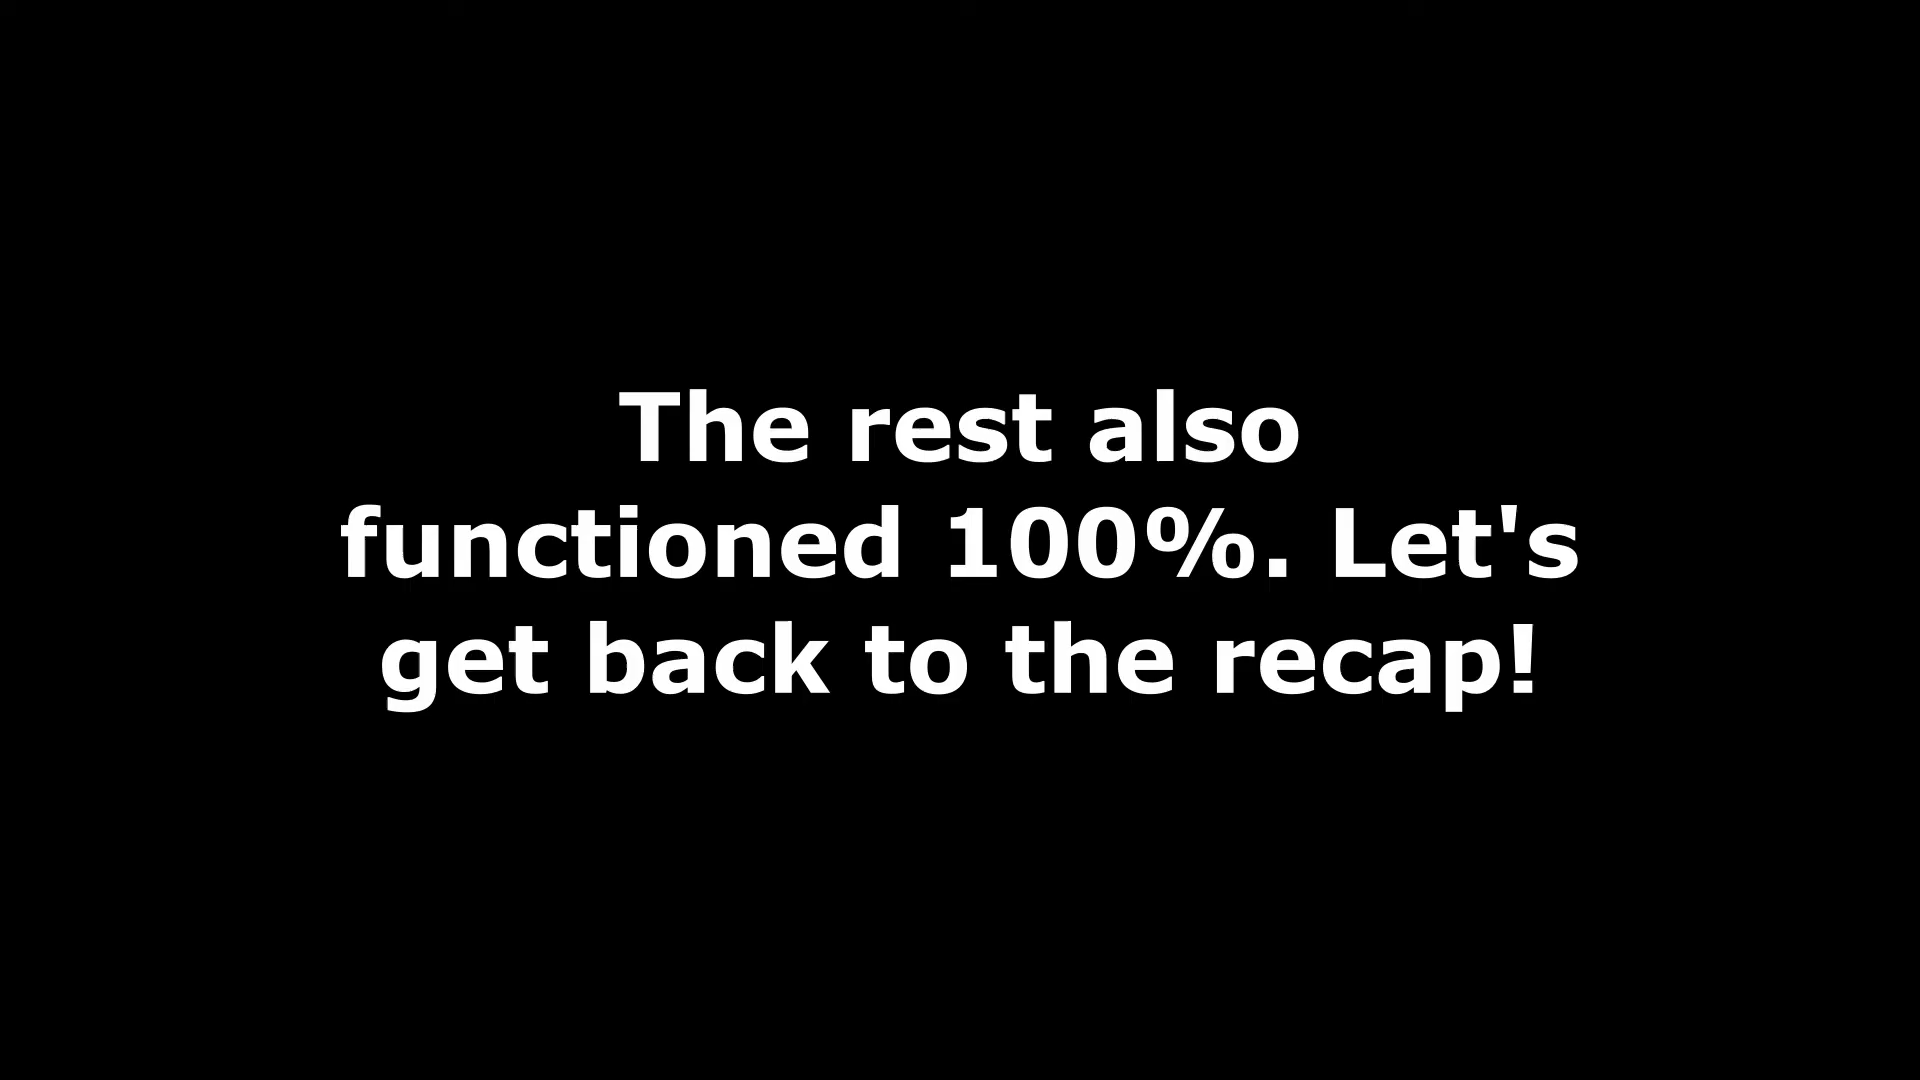 The rest also
functioned 100%. Let's
get back to the recap!